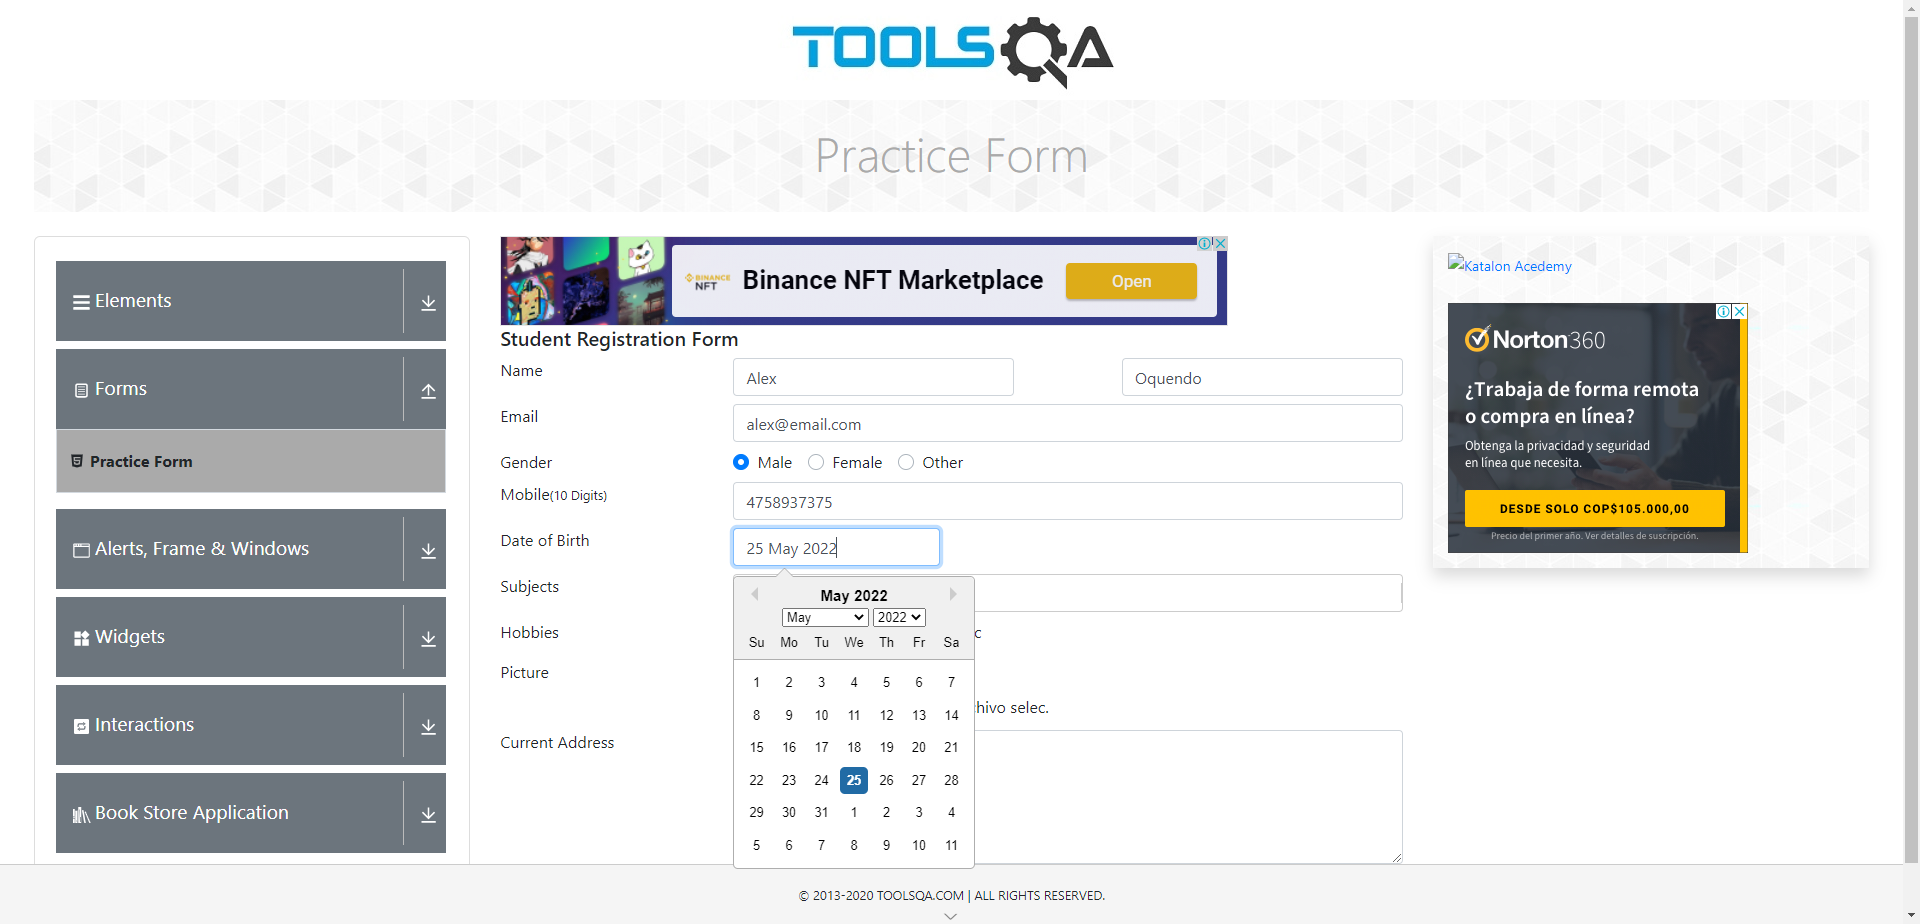 TOOLSQA
Practice Form
Elements
Forms
Practice Form
Alerts, Frame & Windows
Widgets
Interactions
Book Store Application
BINANCE
NFT
Binance NFT Marketplace
Open
Student Registration Form
Name
Alex
Oquendo
Email
alex@email.com
Gender
Male
Female
Other
Mobile(10 Digits)
4758937375
Date of Birth
25 May 2022
Subjects
Hobbies
c
Picture
hivo selec.
Current Address
May 2022
May
2022
Su Mo Tu We Th Fr Sa
1 2 3 4 5 6 7
8 9 10 11 12 13 14
15 16 17 18 19 20 21
22 23 24 25 26 27 28
29 30 31 1 2 3 4
5 6 7 8 9 10 11
Katalon Acedemy
Norton360
¿Trabaja de forma remota
o compra en línea?
Obtenga la privacidad y seguridad
en línea que necesita.
DESDE SOLO COP$105.000,00
Precio del primer año. Ver detalles de suscripción.
© 2013-2020 TOOLSQA.COM | ALL RIGHTS RESERVED.